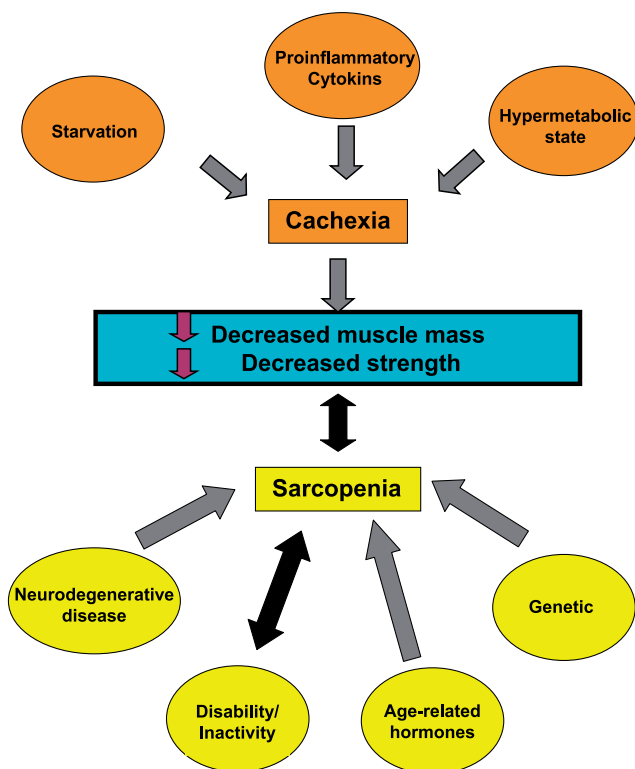 Proinflammatory
Cytokins
Starvation
Hypermetabolic
state
Cachexia
Decreased muscle mass
Decreased strength
Sarcopenia
Neurodegenerative
disease
Genetic
Disability/
Inactivity
Age-related
hormones